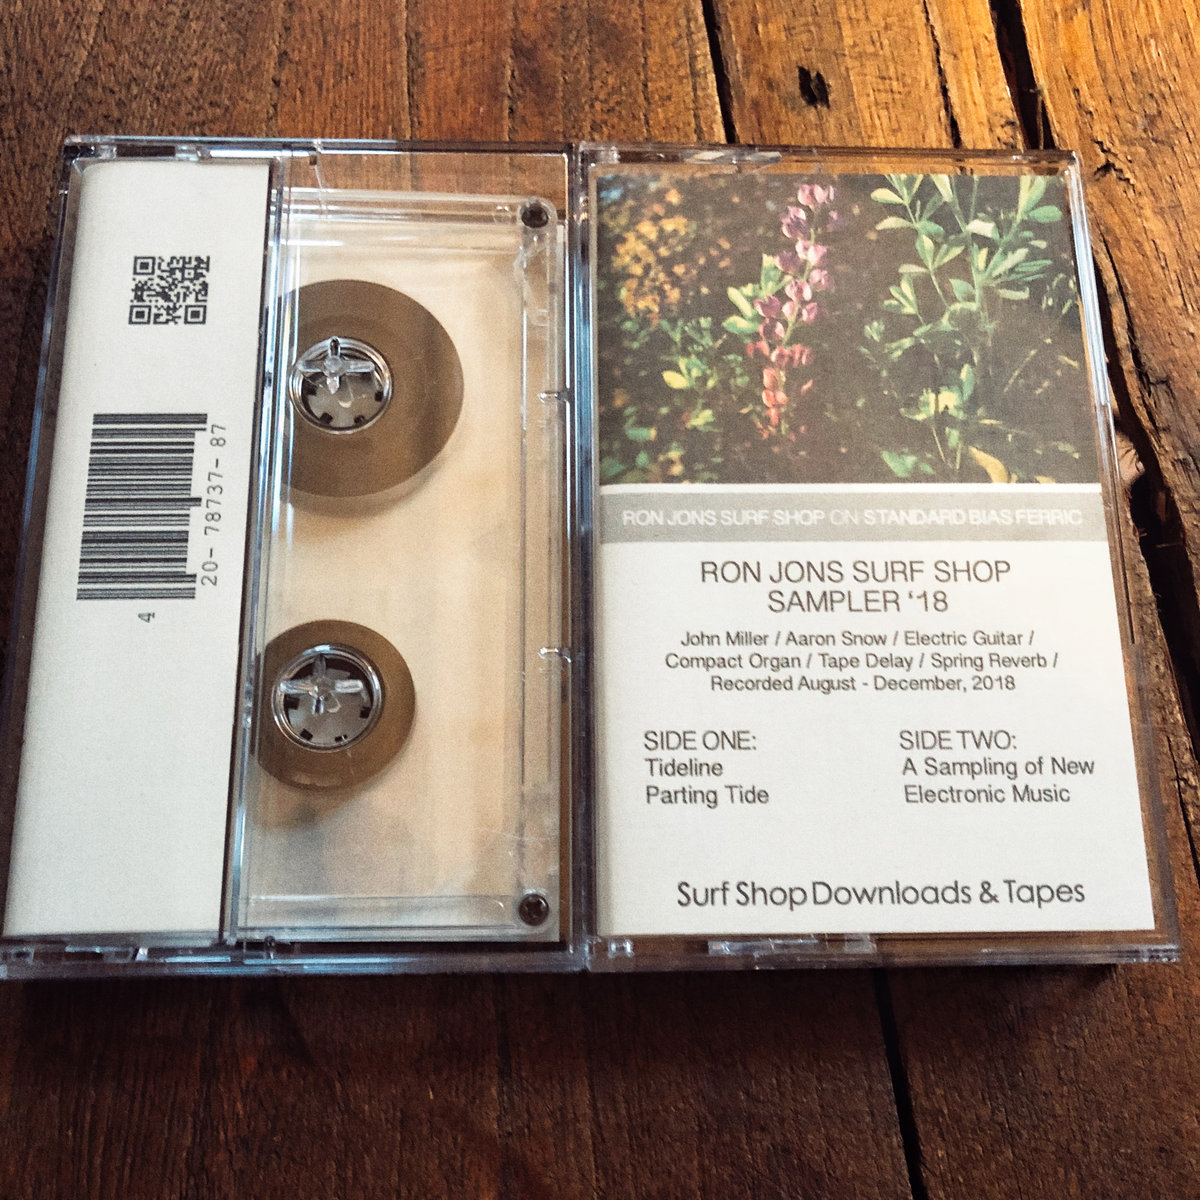 20- 78737- 87
4
RON JONS SURF SHOP ON STANDARD BIAS FERRIC
RON JONS SURF SHOP
SAMPLER ‘18
John Miller / Aaron Snow / Electric Guitar /
Compact Organ / Tape Delay / Spring Reverb /
Recorded August - December, 2018
SIDE ONE:
Tideline
Parting Tide
SIDE TWO:
A Sampling of New
Electronic Music
Surf Shop Downloads & Tapes